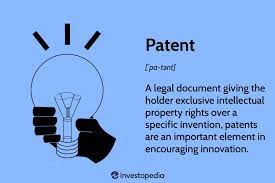 Patent
['pa-tənt]
A legal document giving the
holder exclusive intellectual
property rights over a
specific invention, patents
are an important element in
encouraging innovation.
Investopedia